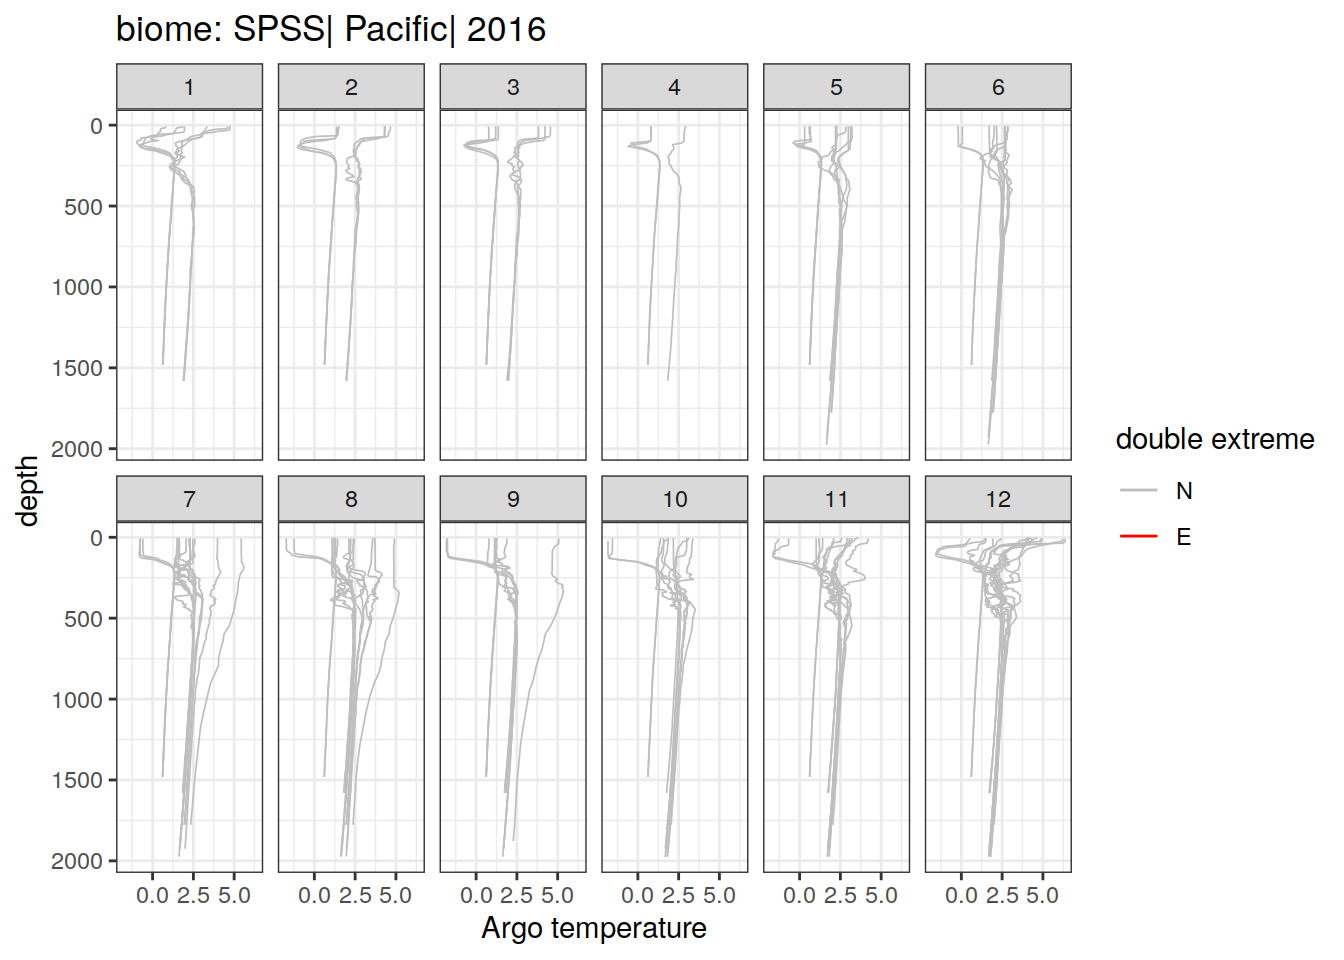 biome: SPSS| Pacific| 2016
1 2 3 4 5 6
0
500
1000
1500
2000
depth
7 8 9 10 11 12
0
500
1000
1500
2000
0.0 2.5 5.0 0.0 2.5 5.0 0.0 2.5 5.0 0.0 2.5 5.0 0.0 2.5 5.0 0.0 2.5 5.0
Argo temperature
double extreme
N
E